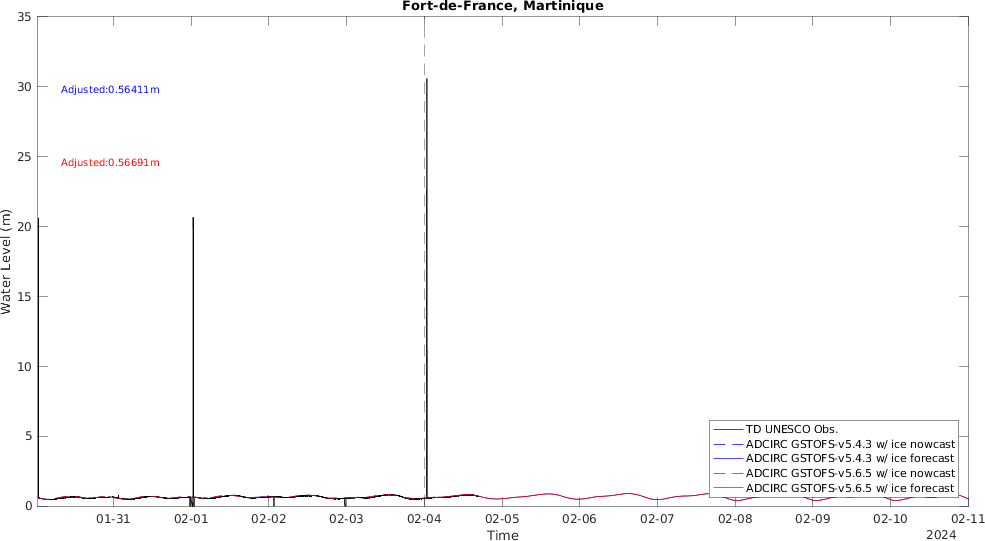 Fort-de-France, Martinique
35
30
25
20
15
10
5
0
Water Level (m)
Adjusted:0.56411m
Adjusted:0.56691m
TD UNESCO Obs.
ADCIRC GSTOFS-v5.4.3 w/ ice nowcast
ADCIRC GSTOFS-v5.4.3 w/ ice forecast
ADCIRC GSTOFS-v5.6.5 w/ ice nowcast
ADCIRC GSTOFS-v5.6.5 w/ ice forecast
01-31 02-01 02-02 02-03 02-04 02-05 02-06 02-07 02-08 02-09 02-10 02-11
Time
2024